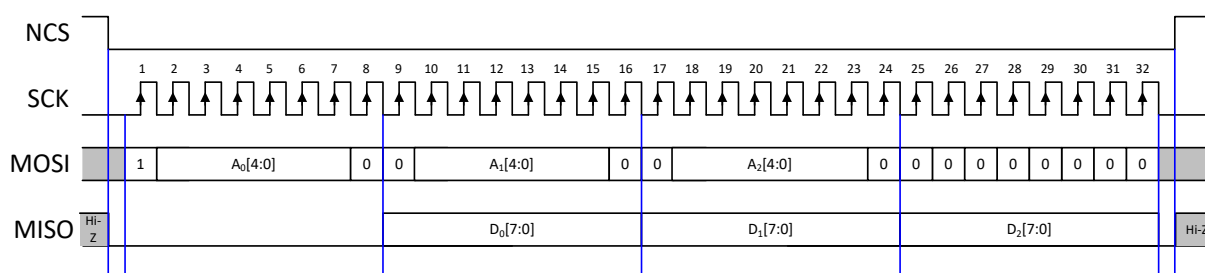 NCS
1 2 3 4 5 6 7 8 9 10 11 12 13 14 15 16 17 18 19 20 21 22 23 24 25 26 27 28 29 30 31 32
SCK
MOSI 1 A₀[4:0] 0 0 A₁[4:0] 0 0 A₂[4:0] 0 0 0 0 0 0 0 0 0
MISO Hi-Z D₀[7:0] D₁[7:0] D₂[7:0] Hi-Z